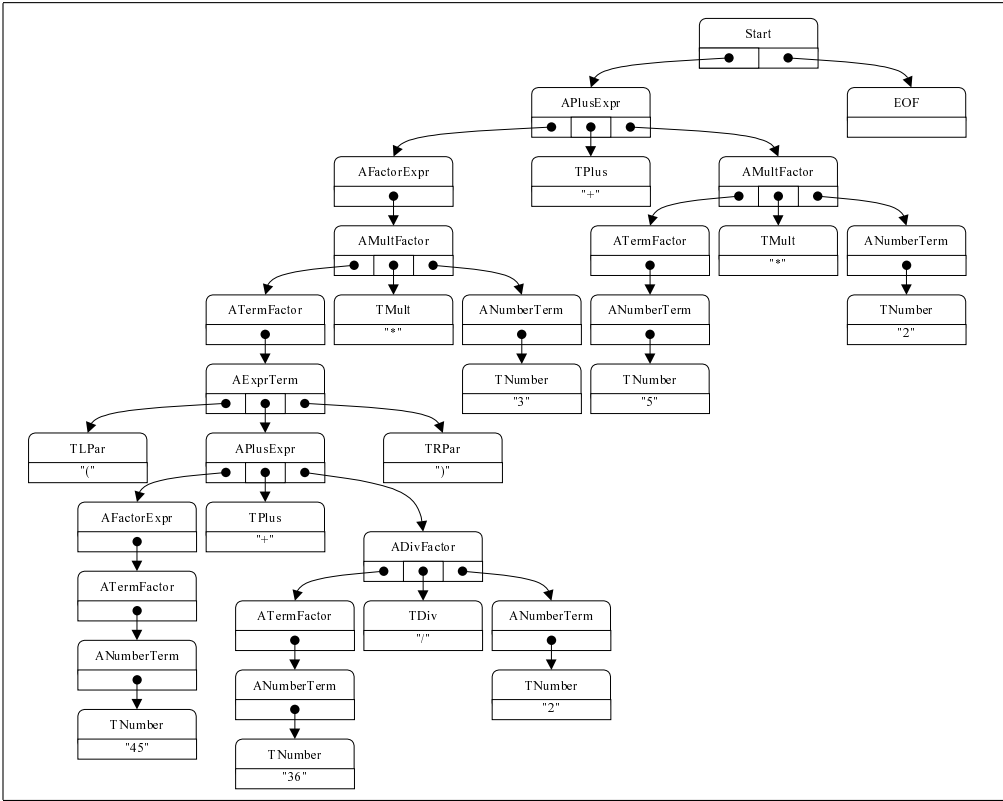 Start
APlusExpr
EOF
AFactorExpr
TPlus
"+"
AMultFactor
AMultFactor
ATermFactor
TMult
"*"
ANumberTerm
ATermFactor
TMult
"*"
ANumberTerm
ANumberTerm
TNumber
"2"
AExprTerm
TNumber
"3"
TNumber
"5"
TLPar
"("
APlusExpr
TRPar
")"
AFactorExpr
TPlus
"+"
ADivFactor
ATermFactor
ATermFactor
TDiv
"/"
ANumberTerm
ANumberTerm
ANumberTerm
TNumber
"2"
TNumber
"45"
TNumber
"36"